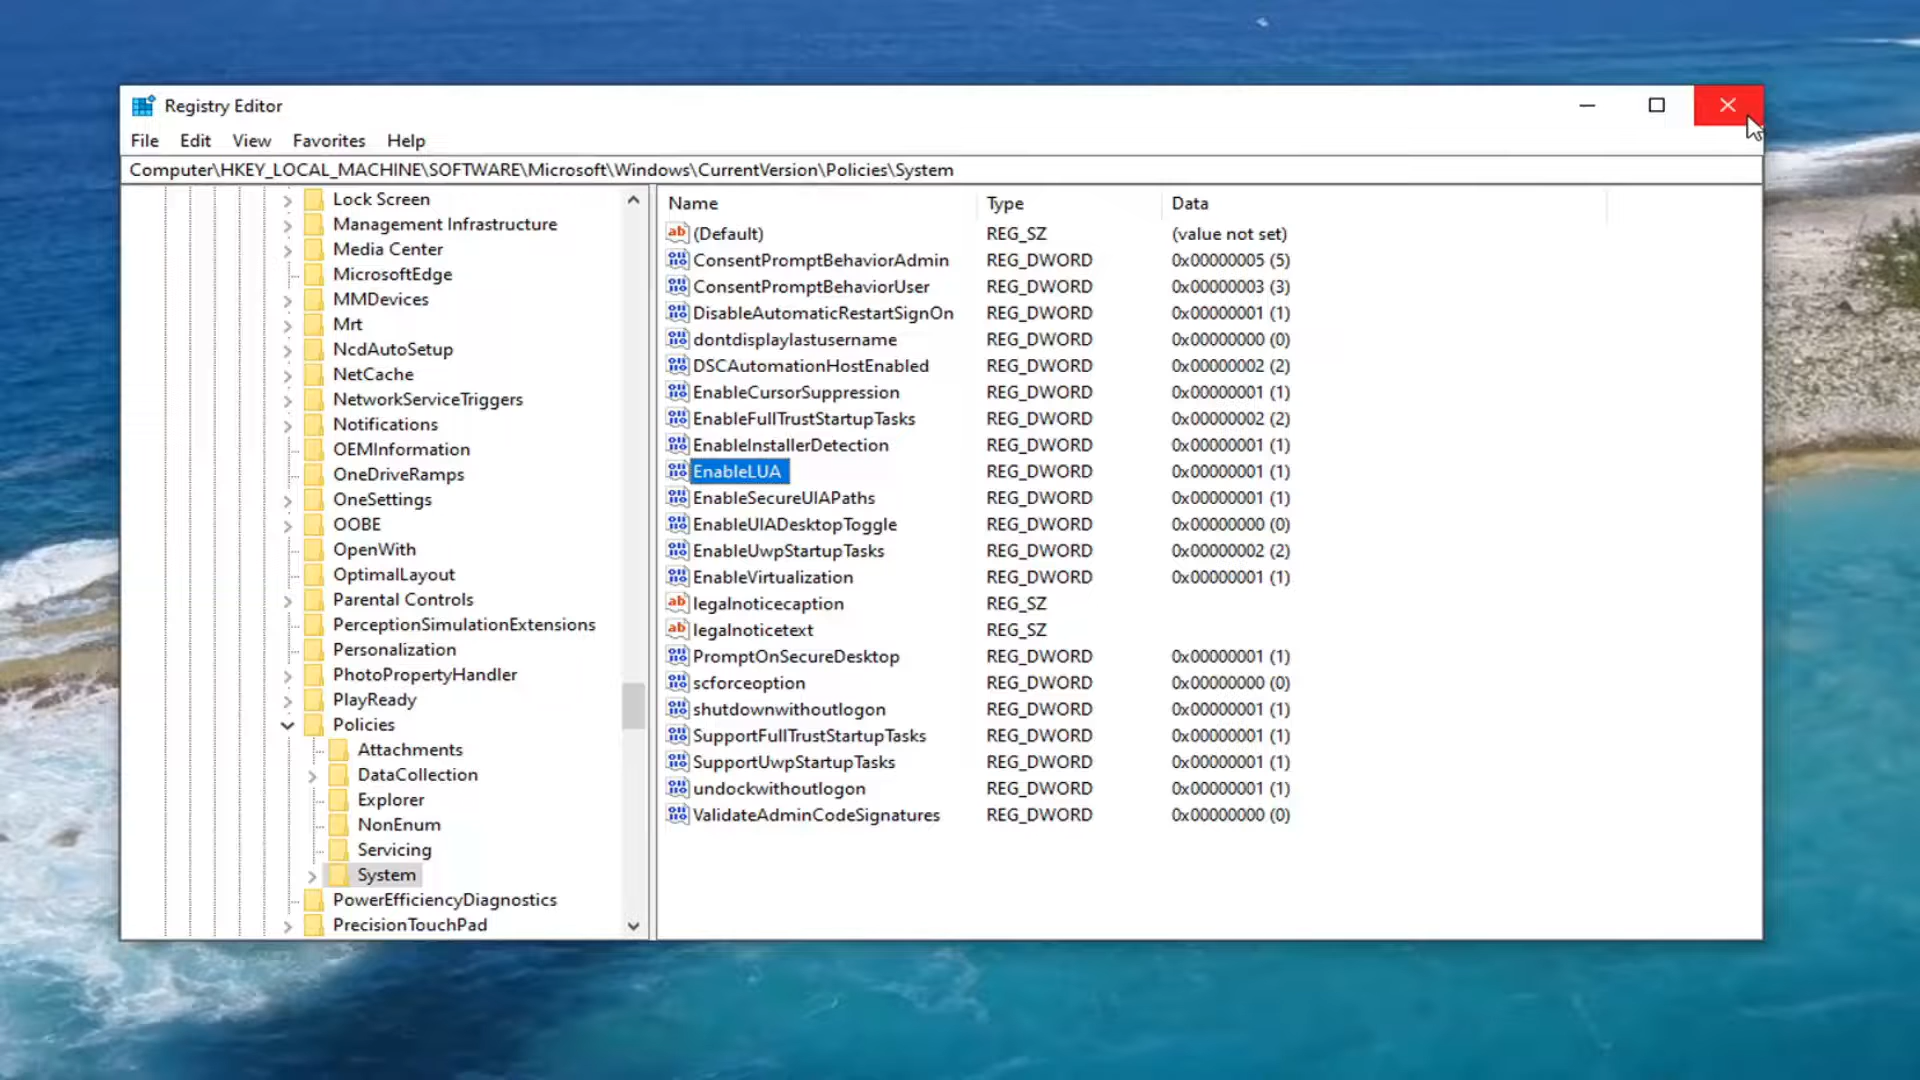 Registry Editor
File Edit View Favorites Help
Computer\HKEY_LOCAL_MACHINE\SOFTWARE\Microsoft\Windows\CurrentVersion\Policies\System
Lock Screen
Management Infrastructure
Media Center
MicrosoftEdge
MMDevices
Mrt
NcdAutoSetup
NetCache
NetworkServiceTriggers
Notifications
OEMInformation
OneDriveRamps
OneSettings
OOBE
OpenWith
OptimalLayout
Parental Controls
PerceptionSimulationExtensions
Personalization
PhotoPropertyHandler
PlayReady
Policies
Attachments
DataCollection
Explorer
NonEnum
Servicing
System
PowerEfficiencyDiagnostics
PrecisionTouchPad
Name Type Data
(Default) REG_SZ (value not set)
ConsentPromptBehaviorAdmin REG_DWORD 0x00000005 (5)
ConsentPromptBehaviorUser REG_DWORD 0x00000003 (3)
DisableAutomaticRestartSignOn REG_DWORD 0x00000001 (1)
dontdisplaylastusername REG_DWORD 0x00000000 (0)
DSCAutomationHostEnabled REG_DWORD 0x00000002 (2)
EnableCursorSuppression REG_DWORD 0x00000001 (1)
EnableFullTrustStartupTasks REG_DWORD 0x00000002 (2)
EnableInstallerDetection REG_DWORD 0x00000001 (1)
EnableLUA REG_DWORD 0x00000001 (1)
EnableSecureUIAPaths REG_DWORD 0x00000001 (1)
EnableUIADesktopToggle REG_DWORD 0x00000000 (0)
EnableUwpStartupTasks REG_DWORD 0x00000002 (2)
EnableVirtualization REG_DWORD 0x00000001 (1)
legalnoticecaption REG_SZ
legalnoticetext REG_SZ
PromptOnSecureDesktop REG_DWORD 0x00000001 (1)
scforceoption REG_DWORD 0x00000000 (0)
shutdownwithoutlogon REG_DWORD 0x00000001 (1)
SupportFullTrustStartupTasks REG_DWORD 0x00000001 (1)
SupportUwpStartupTasks REG_DWORD 0x00000001 (1)
undockwithoutlogon REG_DWORD 0x00000001 (1)
ValidateAdminCodeSignatures REG_DWORD 0x00000000 (0)